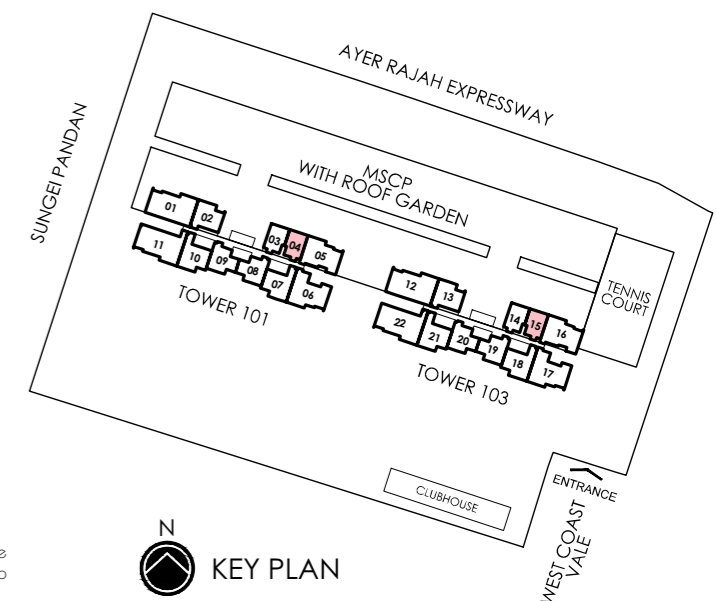 AYER RAJAH EXPRESSWAY
SUNGEI PANDAN
MSCP
WITH ROOF GARDEN
TENNIS
COURT
01
02
03
04
05
11
10
09
08
07
06
TOWER 101
12
13
14
15
16
22
21
20
19
18
17
TOWER 103
CLUBHOUSE
ENTRANCE
WEST COAST
VALE
N
KEY PLAN